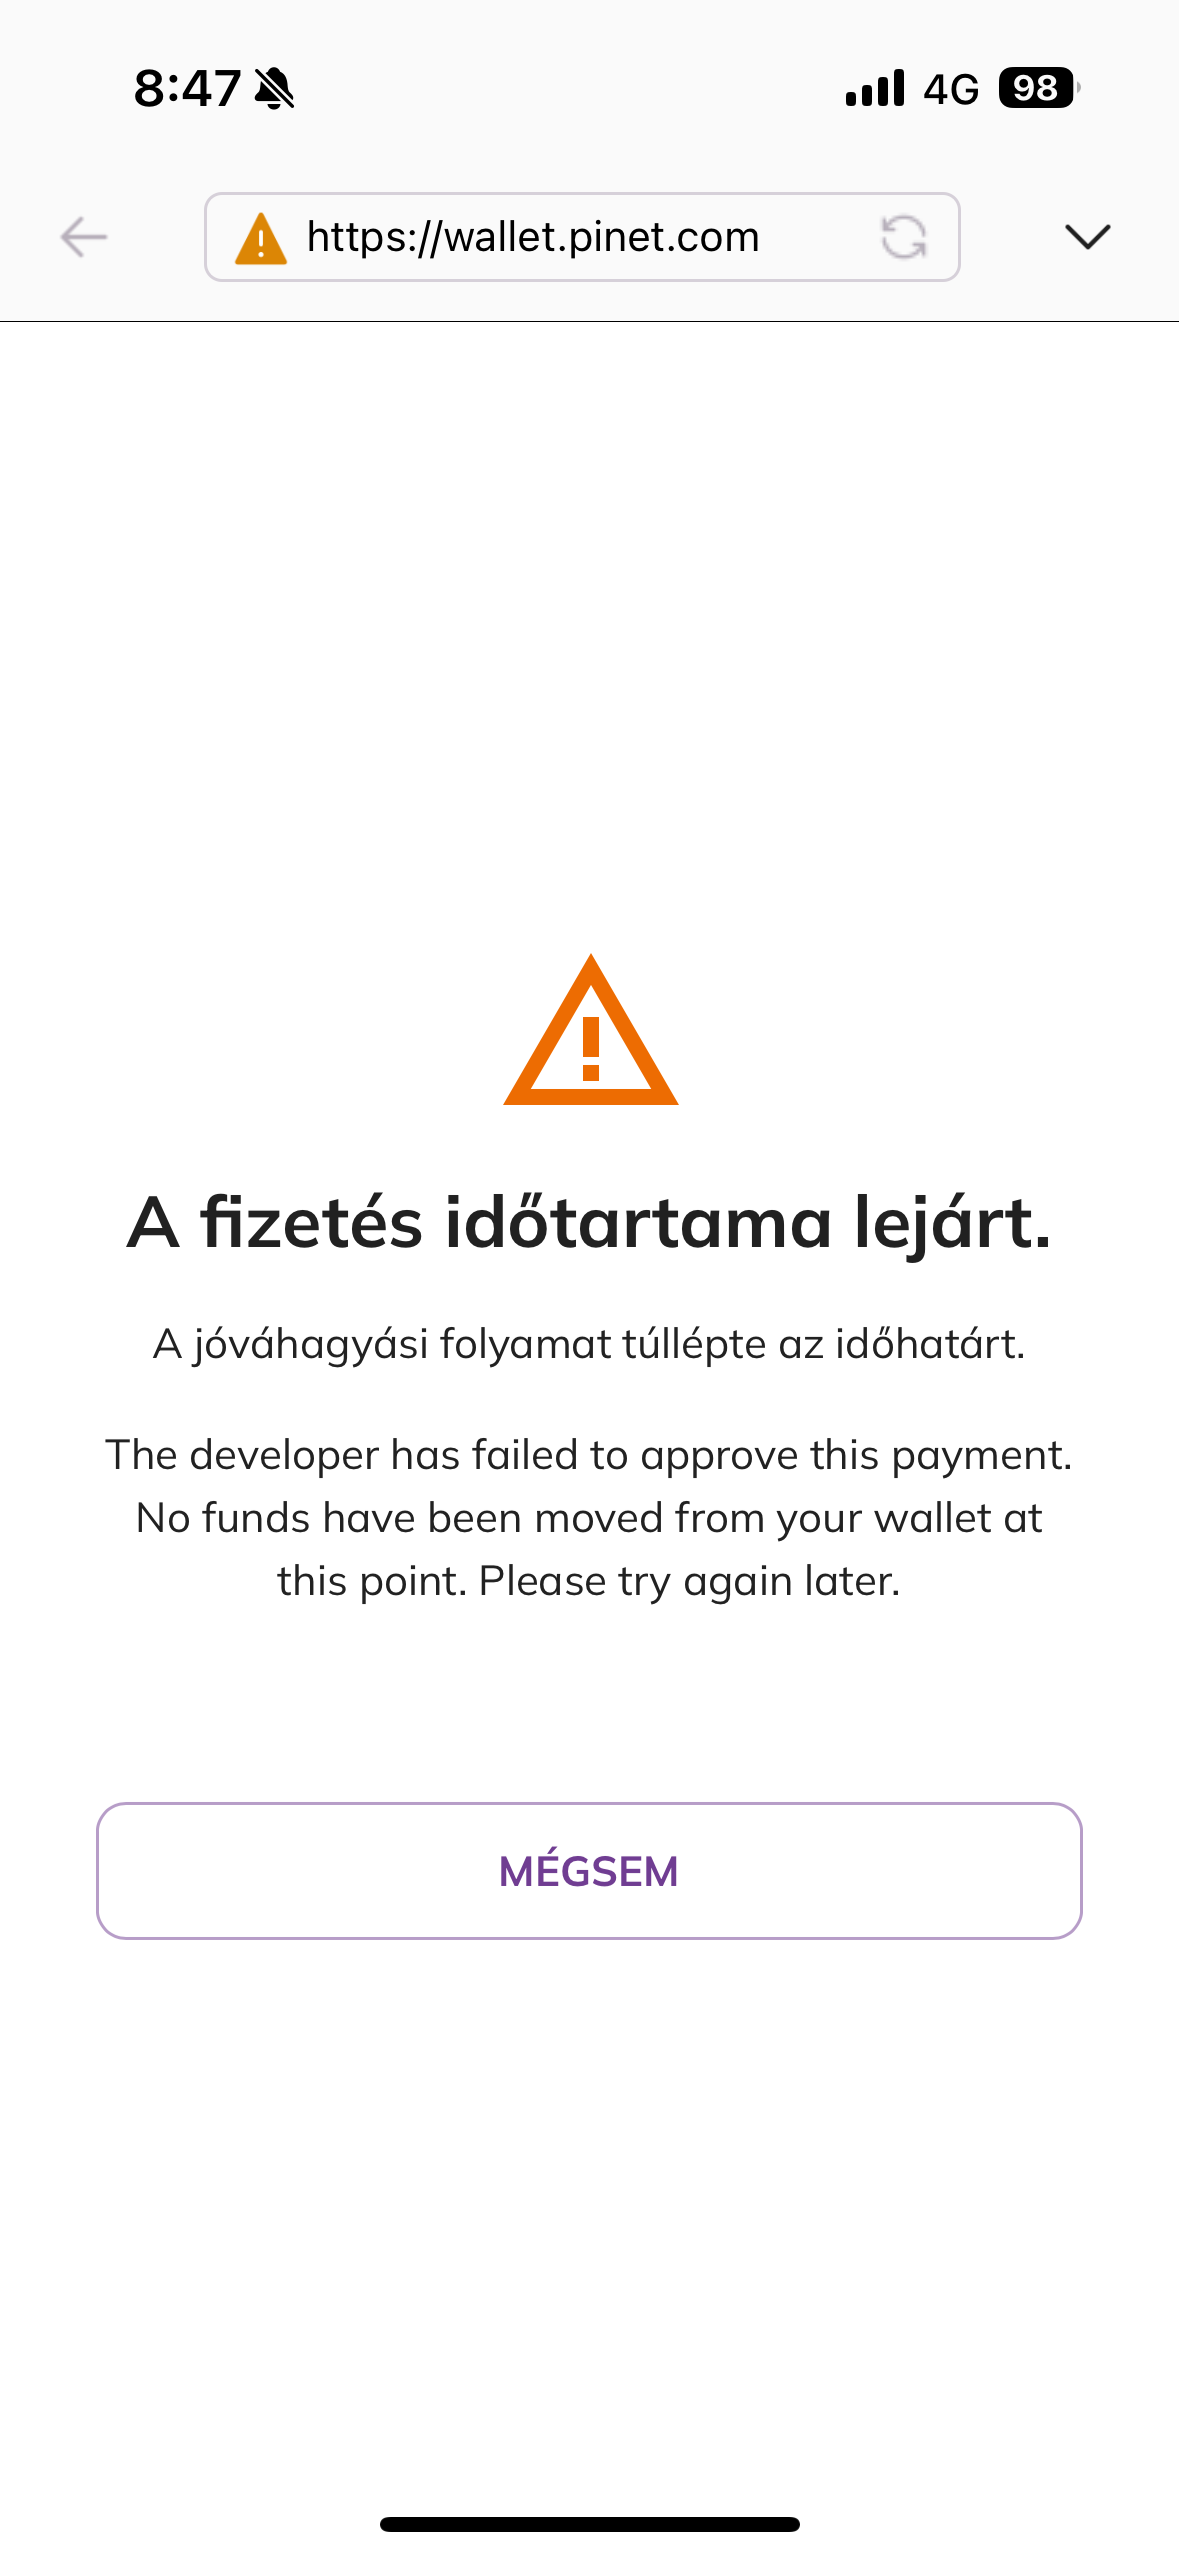 8:47
4G
98
https://wallet.pinet.com
A fizetés időtartama lejárt.
A jóváhagyási folyamat túllépte az időhatárt.
The developer has failed to approve this payment.
No funds have been moved from your wallet at
this point. Please try again later.
MÉGSEM